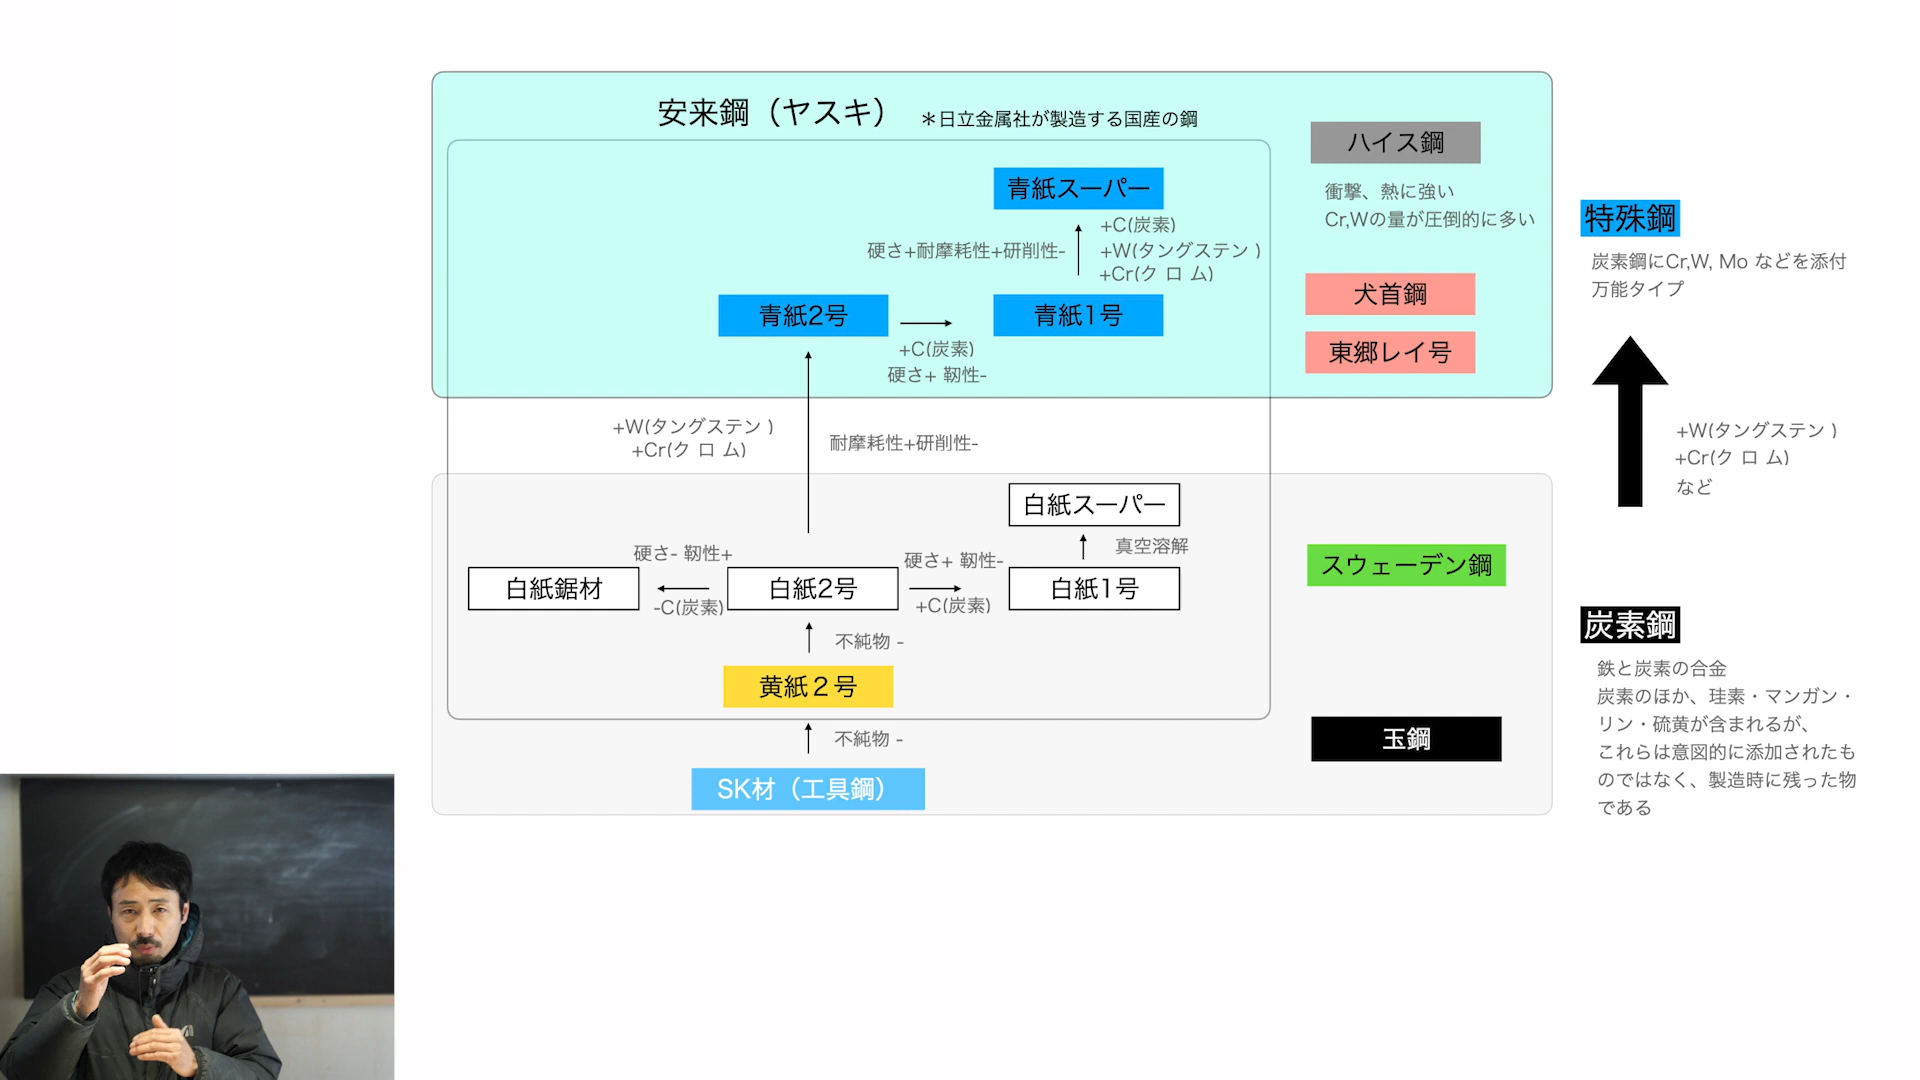 安来鋼（ヤスキ）
＊日立金属社が製造する国産の鋼
青紙スーパー
+C(炭素)
+W(タングステン )
+Cr(ク ロ ム)
硬さ+耐摩耗性+研削性-
青紙2号
青紙1号
+C(炭素)
硬さ+ 靭性-
ハイス鋼
衝撃、熱に強い
Cr,Wの量が圧倒的に多い
犬首鋼
東郷レイ号
特殊鋼
炭素鋼にCr,W, Mo などを添付
万能タイプ
+W(タングステン )
+Cr(ク ロ ム)
耐摩耗性+研削性-
+W(タングステン )
+Cr(ク ロ ム)
など
白紙スーパー
真空溶解
硬さ- 靭性+
硬さ+ 靭性-
白紙鋸材
-C(炭素)
白紙2号
+C(炭素)
白紙1号
不純物 -
黄紙２号
不純物 -
SK材（工具鋼）
スウェーデン鋼
玉鋼
炭素鋼
鉄と炭素の合金
炭素のほか、珪素・マンガン・
リン・硫黄が含まれるが、
これらは意図的に添加されたも
のではなく、製造時に残った物
である